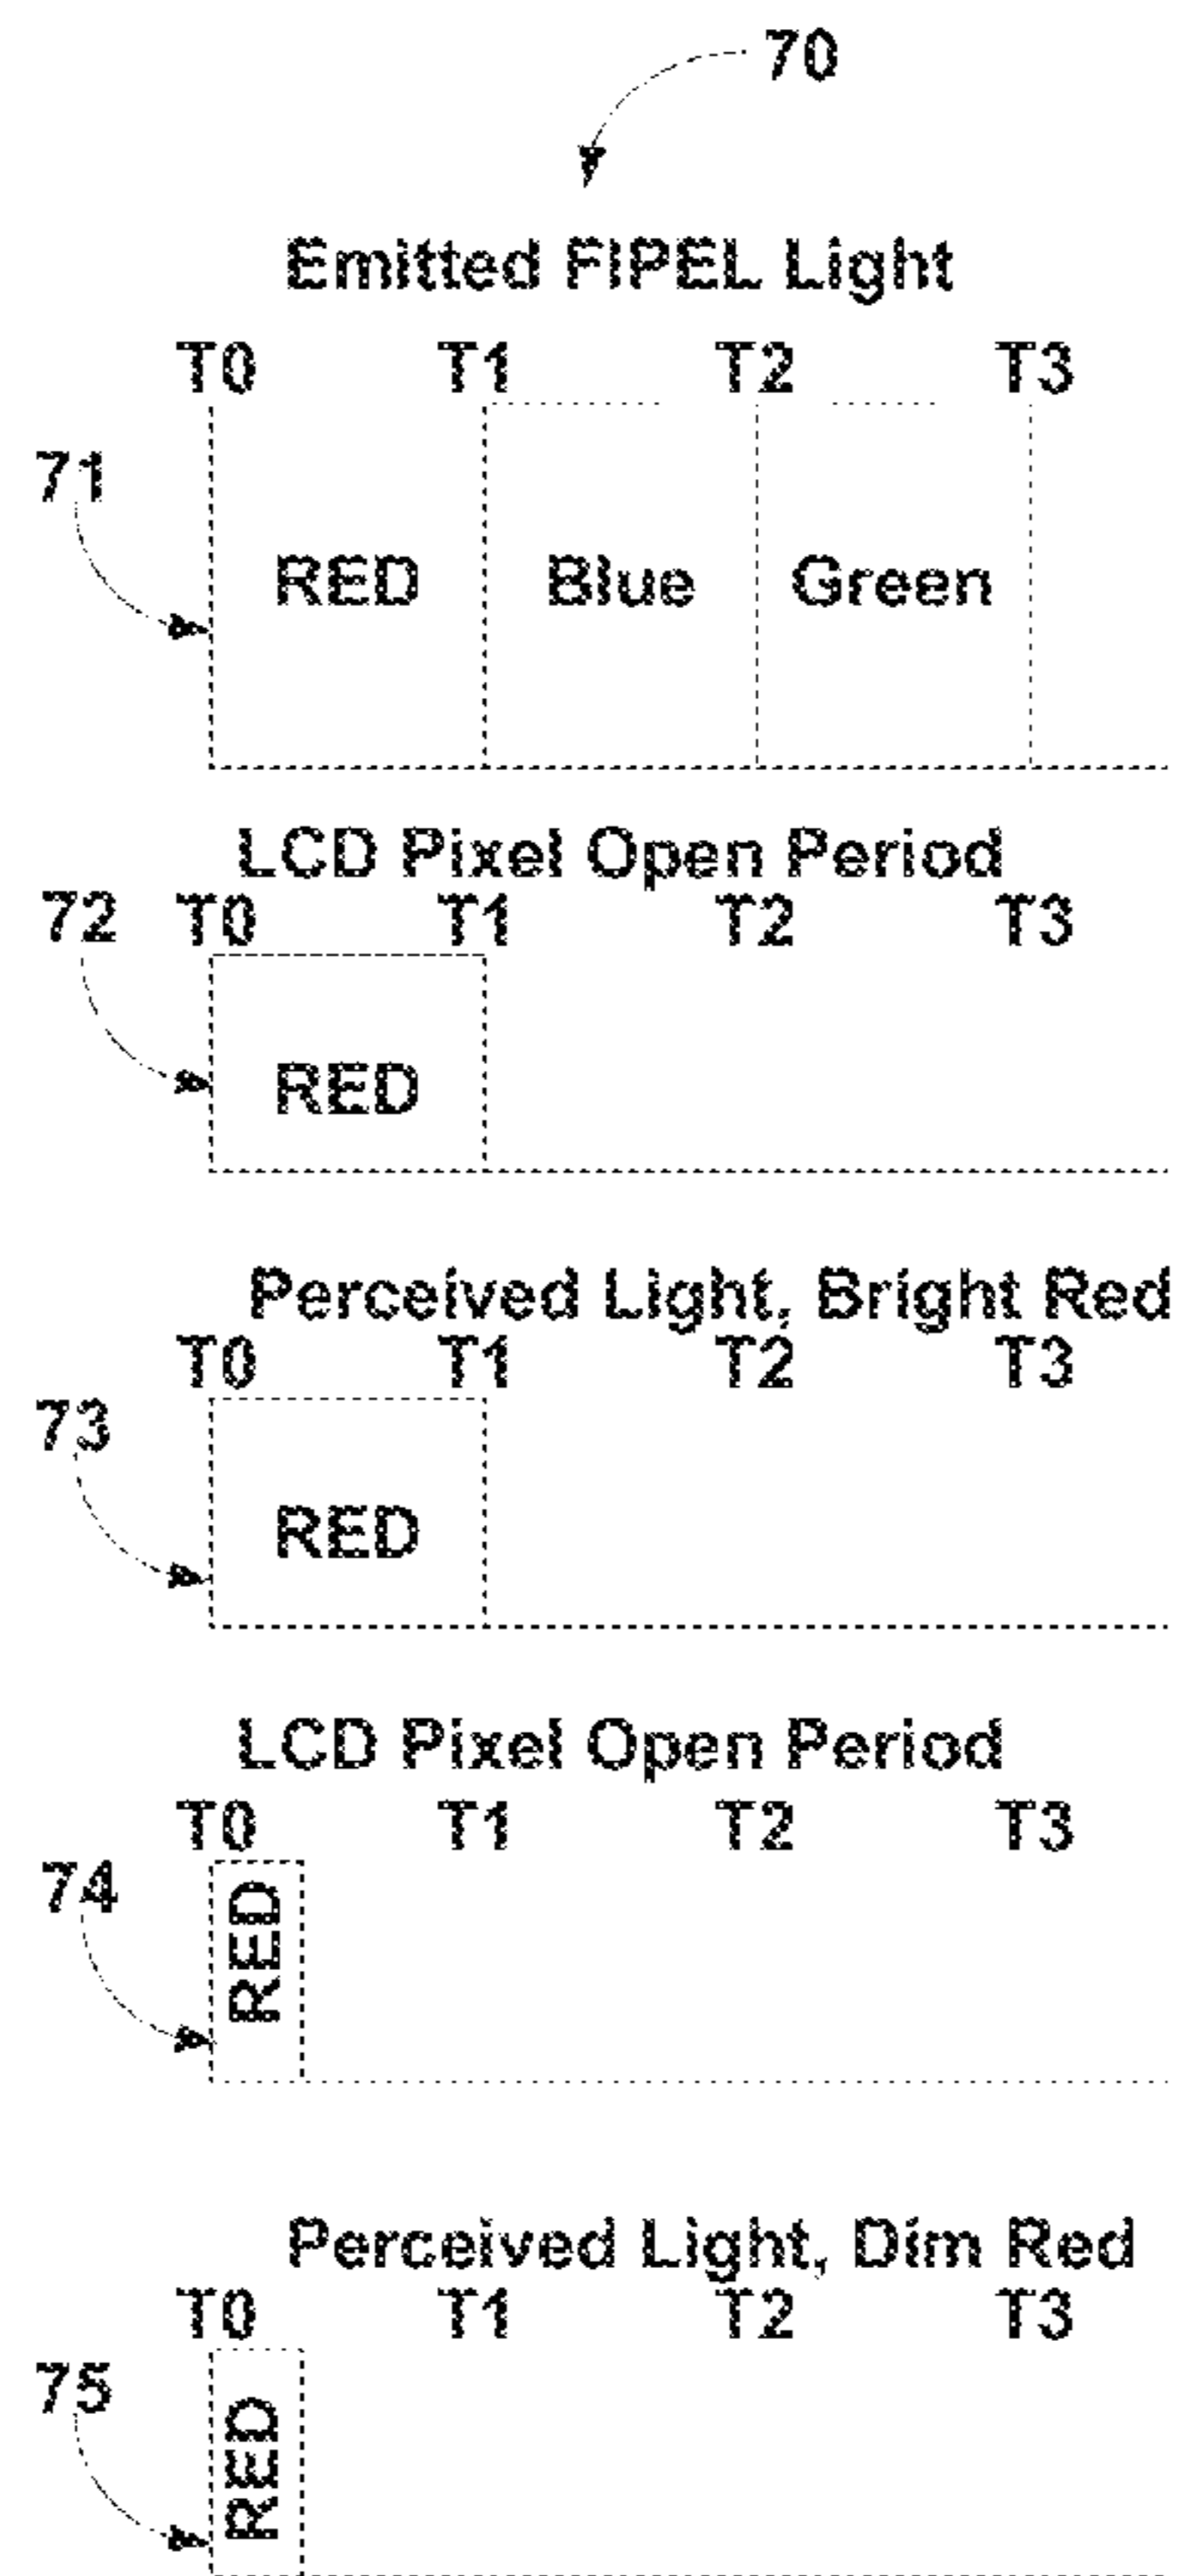 70
Emitted FIPEL Light
T0 T1 T2 T3
71
RED Blue Green
LCD Pixel Open Period
72 T0 T1 T2 T3
RED
Perceived Light, Bright Red
T0 T1 T2 T3
73
RED
LCD Pixel Open Period
T0 T1 T2 T3
74
RED
Perceived Light, Dim Red
T0 T1 T2 T3
75
RED